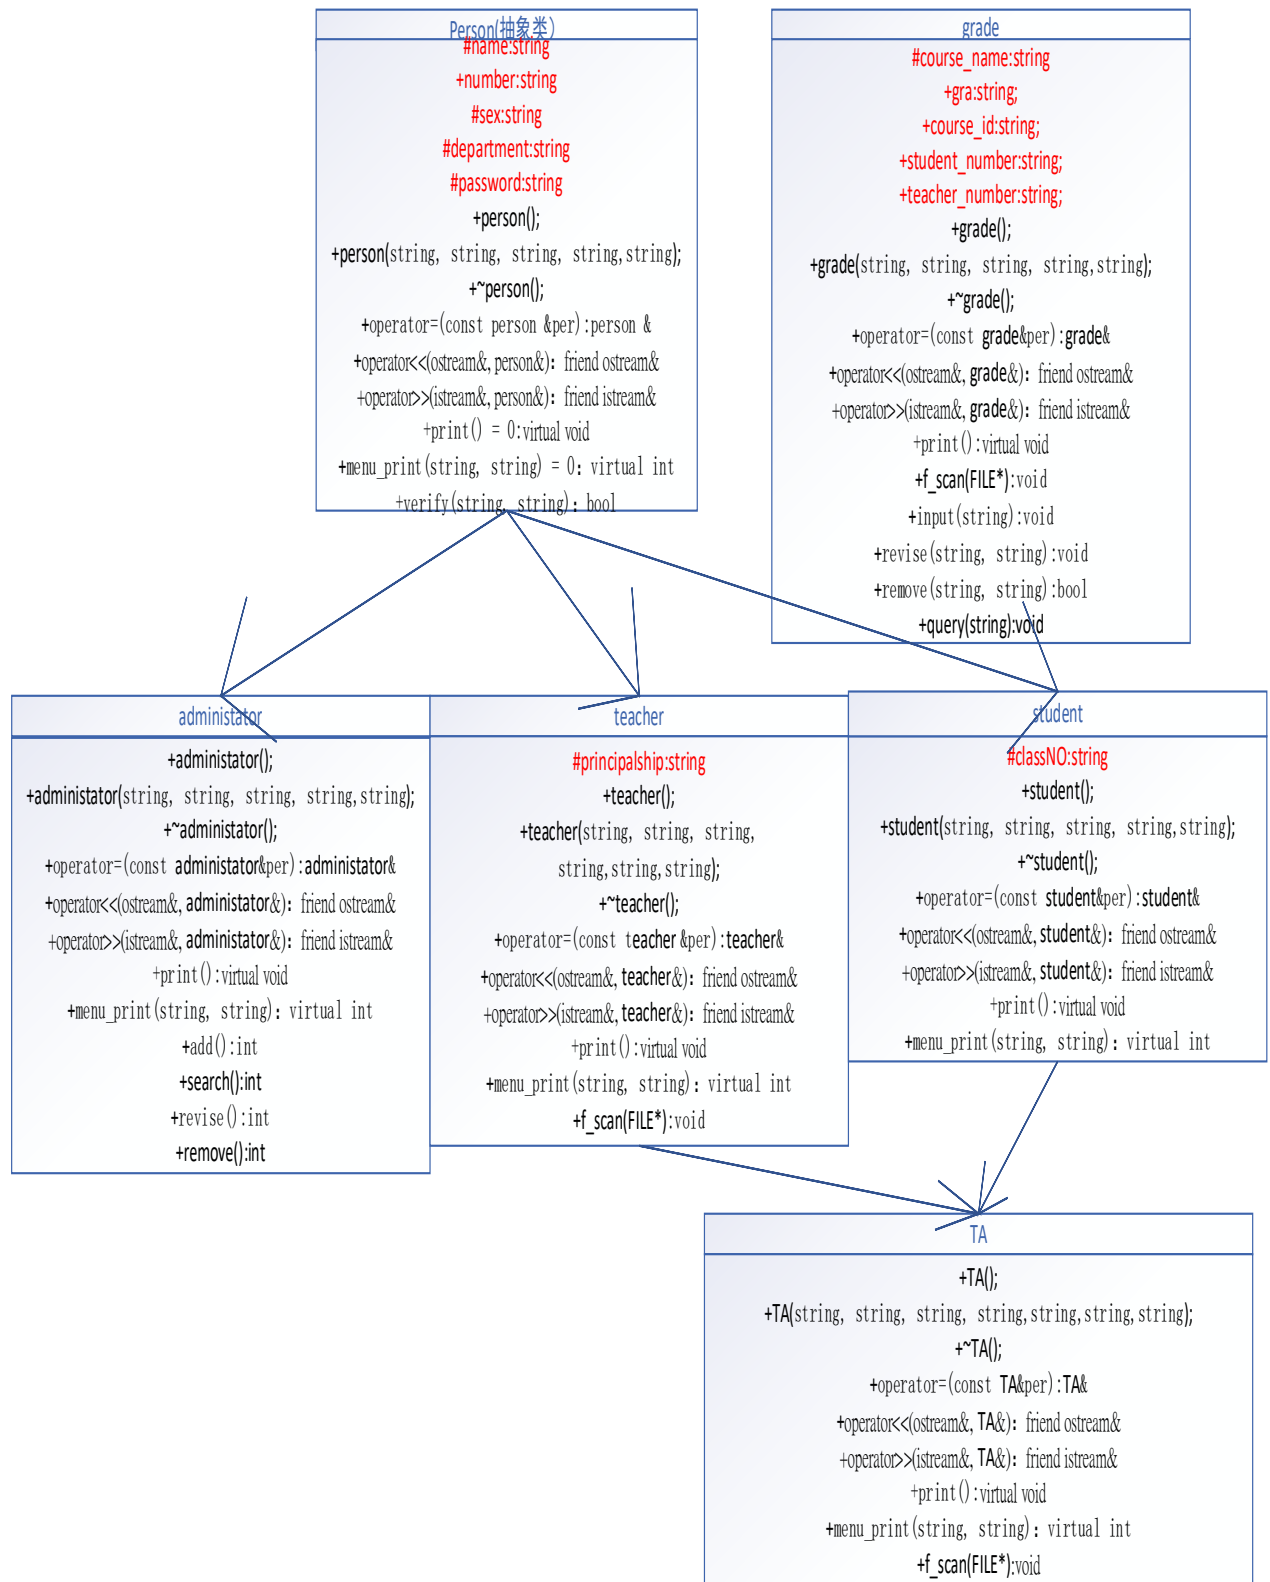 Person(抽象类)
#name:string
+number:string
#sex:string
#department:string
#password:string
+person();
+person(string, string, string, string,string);
+~person();
+operator=(const person &per):person &
+operator<<(ostream&, person&): friend ostream&
+operator>>(istream&, person&): friend istream&
+print() = 0:virtual void
+menu_print(string, string) = 0: virtual int
+verify(string, string): bool
grade
#course_name:string
+gra:string;
+course_id:string;
+student_number:string;
+teacher_number:string;
+grade();
+grade(string, string, string, string,string);
+~grade();
+operator=(const grade&per):grade&
+operator<<(ostream&, grade&): friend ostream&
+operator>>(istream&, grade&): friend istream&
+print():virtual void
+f_scan(FILE*):void
+input(string):void
+revise(string, string):void
+remove(string, string):bool
+query(string):void
administator
+administator();
+administator(string, string, string, string,string);
+~administator();
+operator=(const administator&per):administator&
+operator<<(ostream&, administator&): friend ostream&
+operator>>(istream&, administator&): friend istream&
+print():virtual void
+menu_print(string, string): virtual int
+add():int
+search():int
+revise():int
+remove():int
teacher
#principalship:string
+teacher();
+teacher(string, string, string,
string,string,string);
+~teacher();
+operator=(const teacher &per):teacher&
+operator<<(ostream&, teacher&): friend ostream&
+operator>>(istream&, teacher&): friend istream&
+print():virtual void
+menu_print(string, string): virtual int
+f_scan(FILE*):void
student
#classNO:string
+student();
+student(string, string, string, string,string);
+~student();
+operator=(const student&per):student&
+operator<<(ostream&, student&): friend ostream&
+operator>>(istream&, student&): friend istream&
+print():virtual void
+menu_print(string, string): virtual int
TA
+TA();
+TA(string, string, string, string,string,string,string);
+~TA();
+operator=(const TA&per):TA&
+operator<<(ostream&, TA&): friend ostream&
+operator>>(istream&, TA&): friend istream&
+print():virtual void
+menu_print(string, string): virtual int
+f_scan(FILE*):void